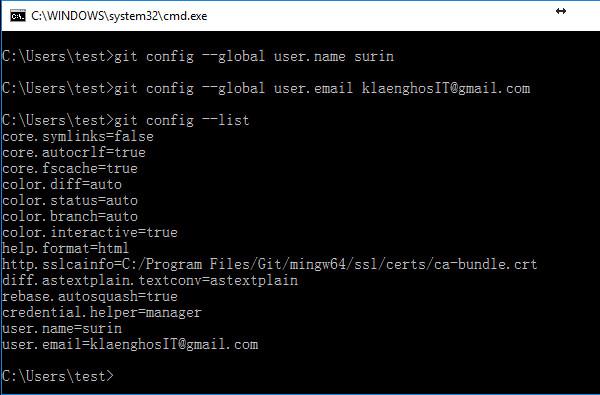 C:\WINDOWS\system32\cmd.exe
C:\Users\test>git config --global user.name surin
C:\Users\test>git config --global user.email klaenghosIT@gmail.com
C:\Users\test>git config --list
core.symlinks=false
core.autocrlf=true
core.fscache=true
color.diff=auto
color.status=auto
color.branch=auto
color.interactive=true
help.format=html
http.sslcainfo=C:/Program Files/Git/mingw64/ssl/certs/ca-bundle.crt
diff.astextplain.textconv=astextplain
rebase.autosquash=true
credential.helper=manager
user.name=surin
user.email=klaenghosIT@gmail.com
C:\Users\test>